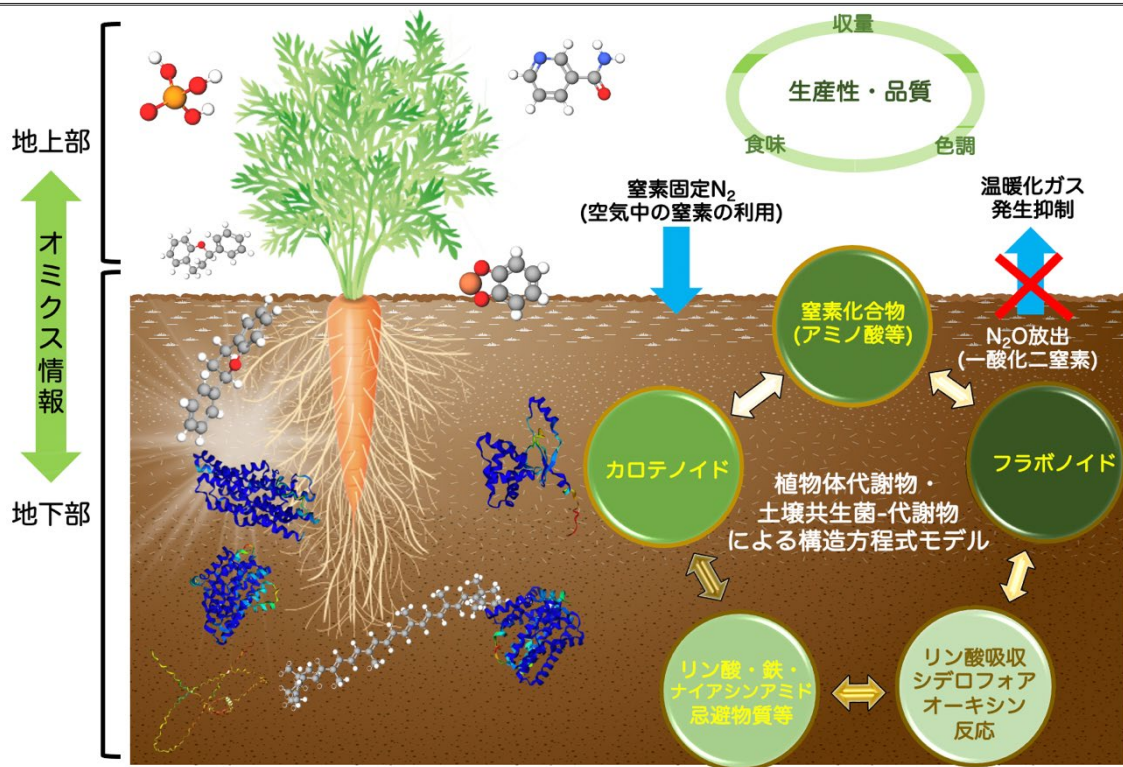 収量
生産性・品質
食味
色調
地上部
オミクス情報
地下部
窒素固定N₂
(空気中の窒素の利用)
温暖化ガス
発生抑制
窒素化合物
(アミノ酸等)
N₂O放出
(一酸化二窒素)
カロテノイド
フラボノイド
植物体代謝物・
土壌共生菌-代謝物
による構造方程式モデル
リン酸・鉄・
ナイアシンアミド
忌避物質等
リン酸吸収
シデロフォア
オーキシン
反応